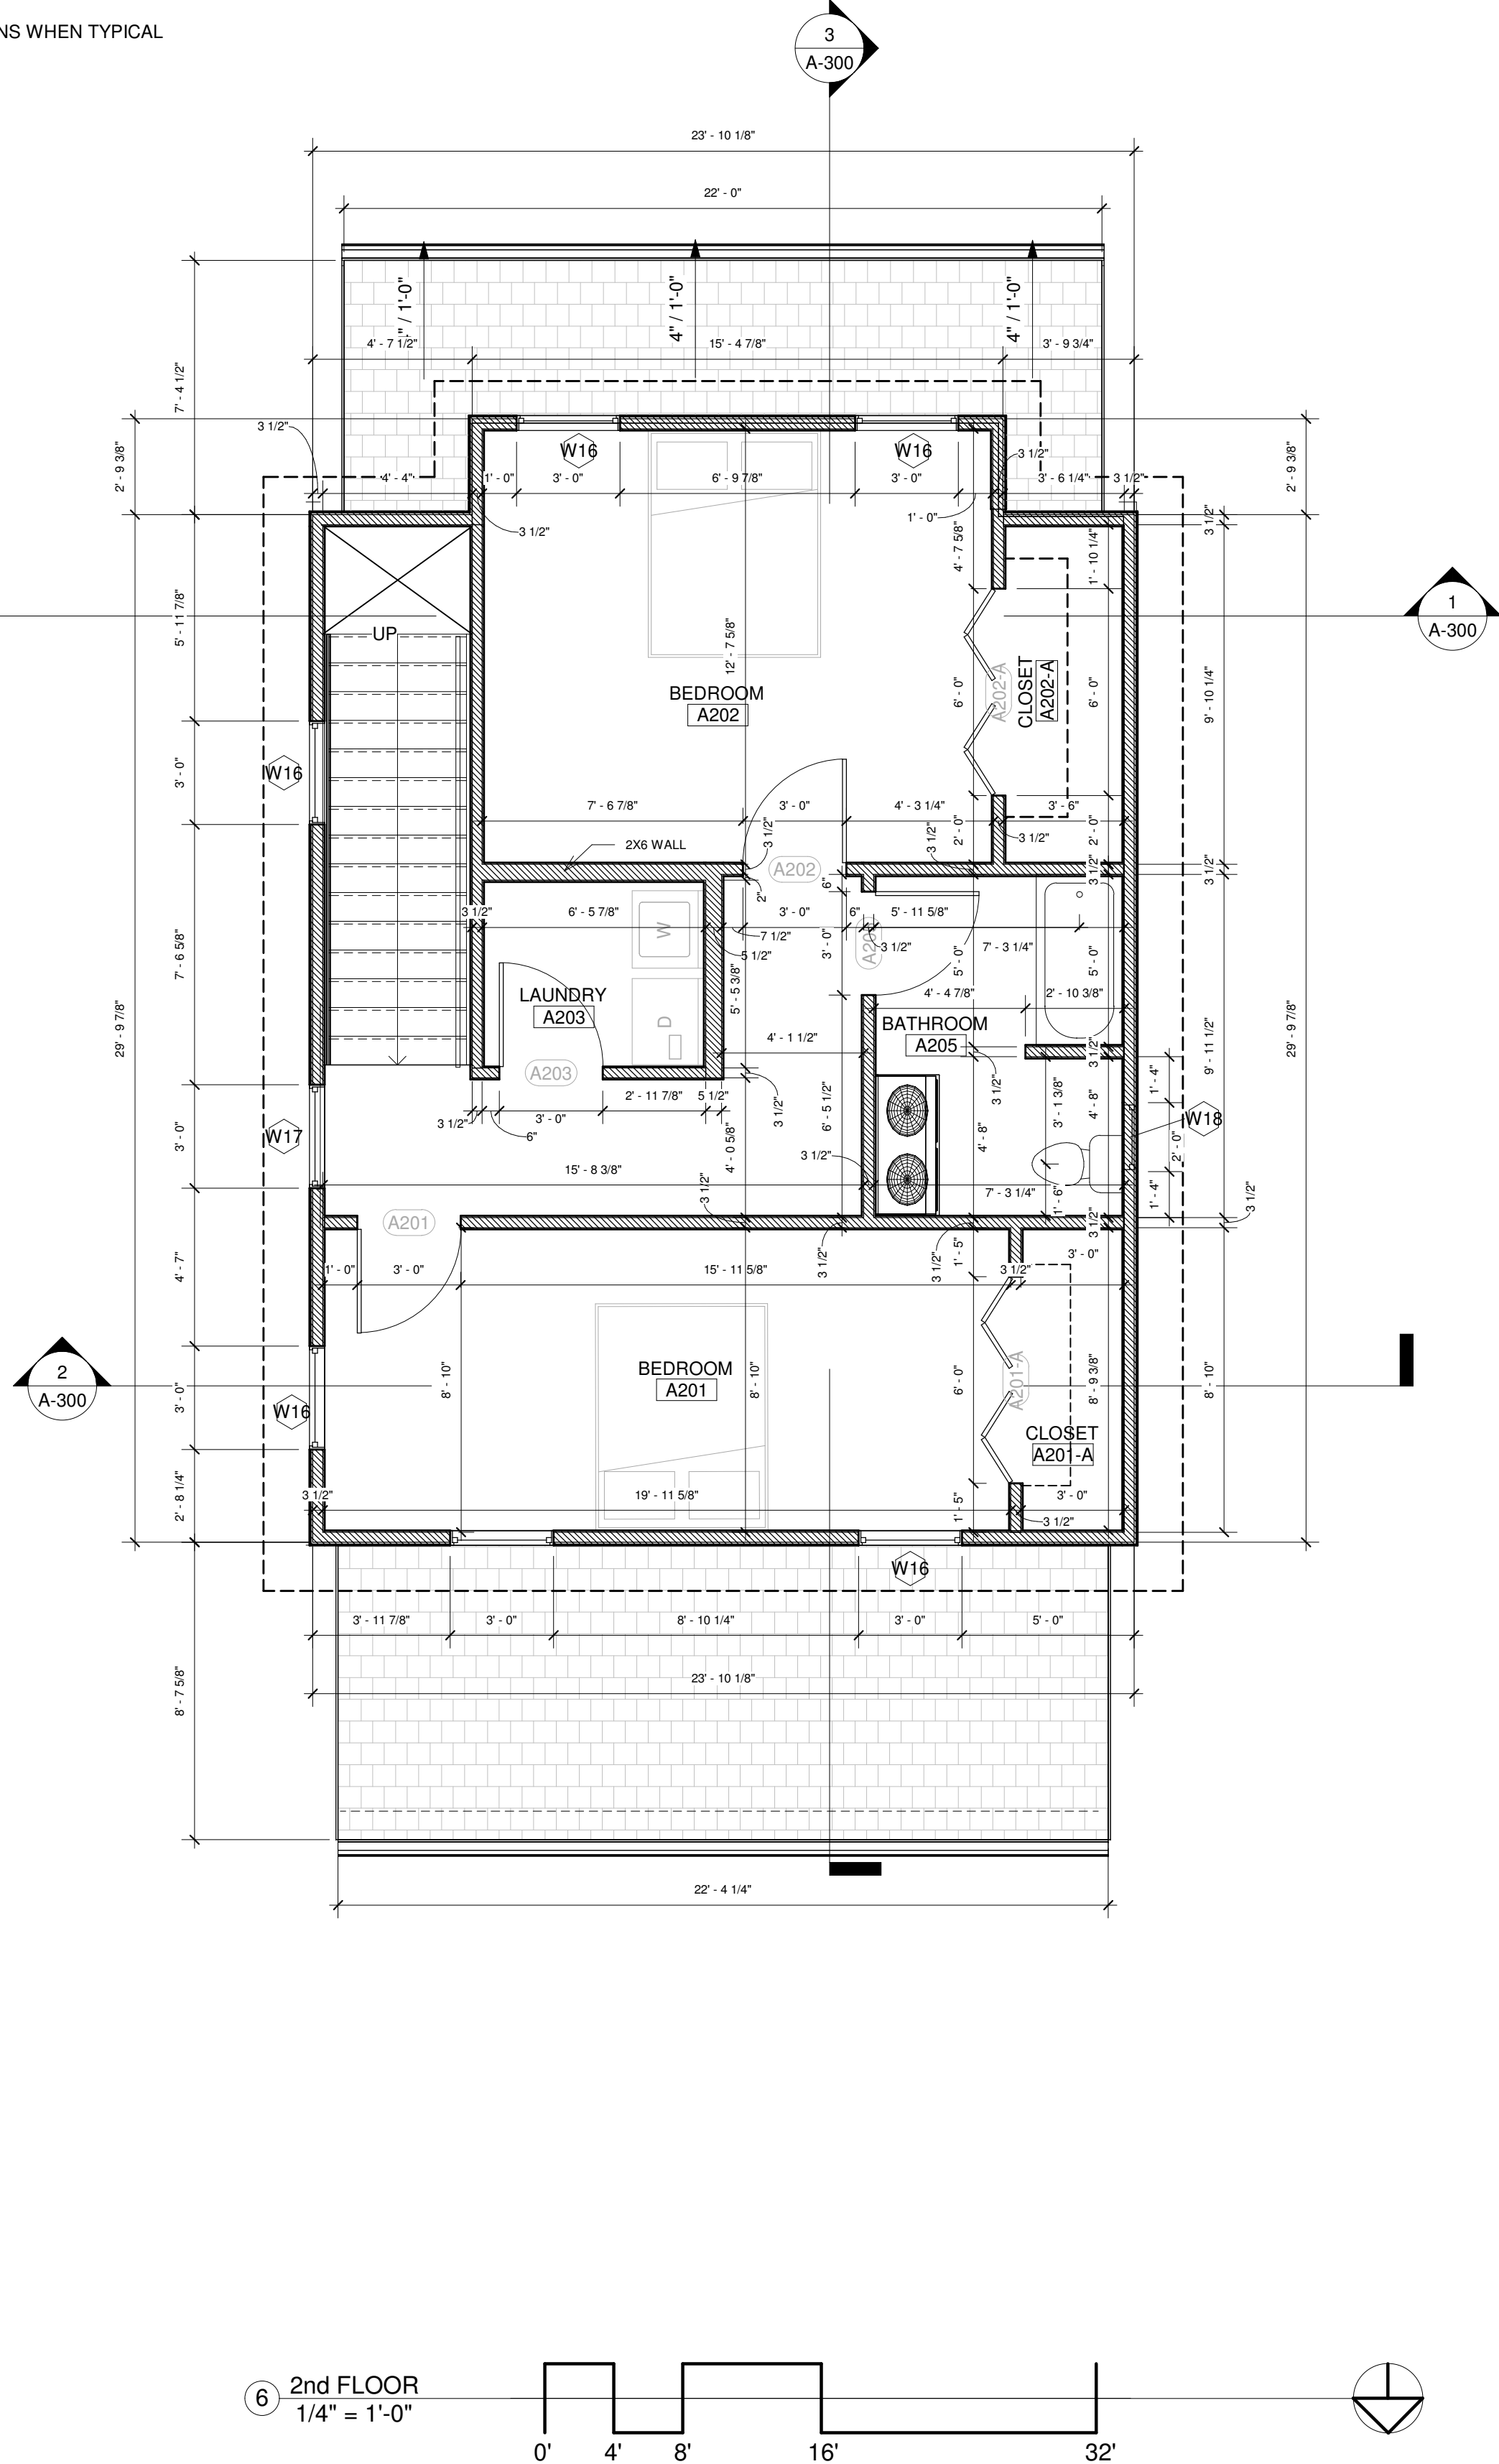 NS WHEN TYPICAL
3
A-300
23' - 10 1/8"
22' - 0"
4" / 1'-0"
4" / 1'-0"
4' - 7 1/2"
15' - 4 7/8"
3' - 9 3/4"
7' - 4 1/2"
2' - 9 3/8"
3 1/2"
W16
W16
3 1/2"
2' - 9 3/8"
4' - 4"
1' - 0"
3' - 0"
6' - 9 7/8"
3' - 0"
3' - 6 1/4"
3 1/2"
1' - 0"
3 1/2"
3 1/2"
4' - 7 5/8"
1' - 10 1/4"
5' - 11 7/8"
1
A-300
UP
12' - 7 5/8"
BEDROOM
A202
6' - 0"
A202-A
CLOSET
A202-A
6' - 0"
9' - 10 1/4"
W16
3' - 0"
7' - 6 7/8"
3' - 0"
4' - 3 1/4"
3' - 6"
2X6 WALL
3 1/2"
3 1/2"
2' - 0"
3 1/2"
2' - 0"
A202
2"
6"
3 1/2"
3 1/2"
3 1/2"
6' - 5 7/8"
W
3' - 0"
6"
5' - 11 5/8"
7 1/2"
5 1/2"
3 1/2"
7' - 3 1/4"
7' - 6 5/8"
3' - 0"
5' - 0"
5' - 0"
5' - 5 3/8"
4' - 4 7/8"
2' - 10 3/8"
LAUNDRY
A203
D
BATHROOM
A205
29' - 9 7/8"
4' - 1 1/2"
9' - 11 1/2"
29' - 9 7/8"
A203
2' - 11 7/8"
5 1/2"
3 1/2"
3 1/2"
3 1/2"
1' - 4"
3' - 0"
3 1/2"
6"
6' - 5 1/2"
3' - 1 3/8"
4' - 8"
W18
W17
3' - 0"
4' - 0 5/8"
3 1/2"
4' - 8"
2' - 0"
15' - 8 3/8"
7' - 3 1/4"
3 1/2"
1' - 6"
1' - 4"
3 1/2"
A201
3 1/2"
4' - 7"
1' - 0"
3' - 0"
15' - 11 5/8"
3 1/2"
3 1/2"
1' - 5"
3 1/2"
3' - 0"
2
A-300
3' - 0"
W16
8' - 10"
BEDROOM
A201
8' - 10"
6' - 0"
A201-A
8' - 9 3/8"
8' - 10"
CLOSET
A201-A
2' - 8 1/4"
3 1/2"
19' - 11 5/8"
1' - 5"
3' - 0"
3 1/2"
W16
3' - 11 7/8"
3' - 0"
8' - 10 1/4"
3' - 0"
5' - 0"
8' - 7 5/8"
23' - 10 1/8"
22' - 4 1/4"
6
2nd FLOOR
1/4" = 1'-0"
0'
4'
8'
16'
32'